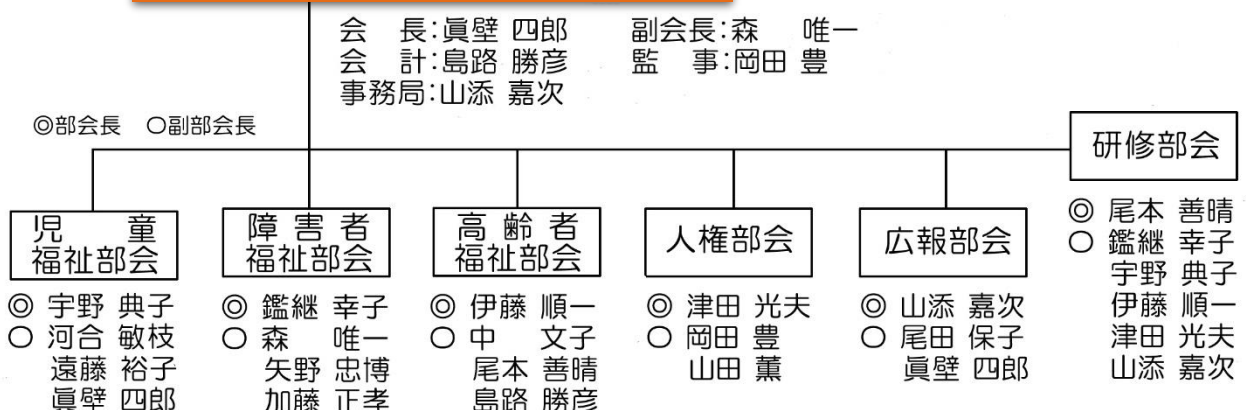 会　長:眞壁 四郎　副会長:森　唯一
会　計:島路 勝彦　監　事:岡田 豊
事務局:山添 嘉次
◎部会長　○副部会長
研修部会
◎ 尾本 善晴
○ 鑑継 幸子
宇野 典子
伊藤 順一
津田 光夫
山添 嘉次
児　童
福祉部会
◎ 宇野 典子
○ 河合 敏枝
遠藤 裕子
眞壁 四郎
障 害 者
福祉部会
◎ 鑑継 幸子
○ 森　唯一
矢野 忠博
加藤 正孝
高 齢 者
福祉部会
◎ 伊藤 順一
○ 中　文子
尾本 善晴
島路 勝彦
人権部会
◎ 津田 光夫
○ 岡田 豊
山田 薫
広報部会
◎ 山添 嘉次
○ 尾田 保子
眞壁 四郎